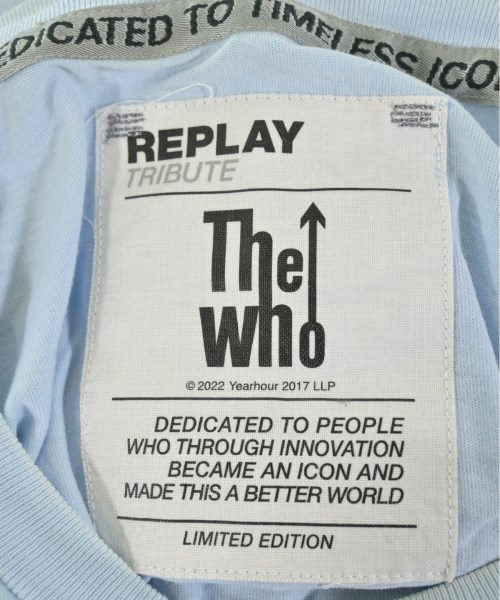 EDICATED TO TIMELESS ICO
REPLAY
TRIBUTE
The
Who
© 2022 Yearhour 2017 LLP
DEDICATED TO PEOPLE
WHO THROUGH INNOVATION
BECAME AN ICON AND
MADE THIS A BETTER WORLD
LIMITED EDITION